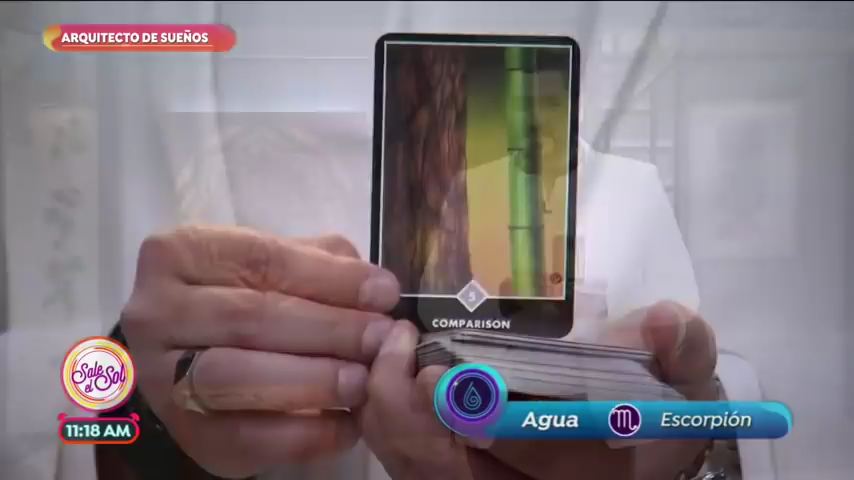 ARQUITECTO DE SUEÑOS
5
COMPARISON
Sale
el Sol
11:18 AM
Agua
Escorpión